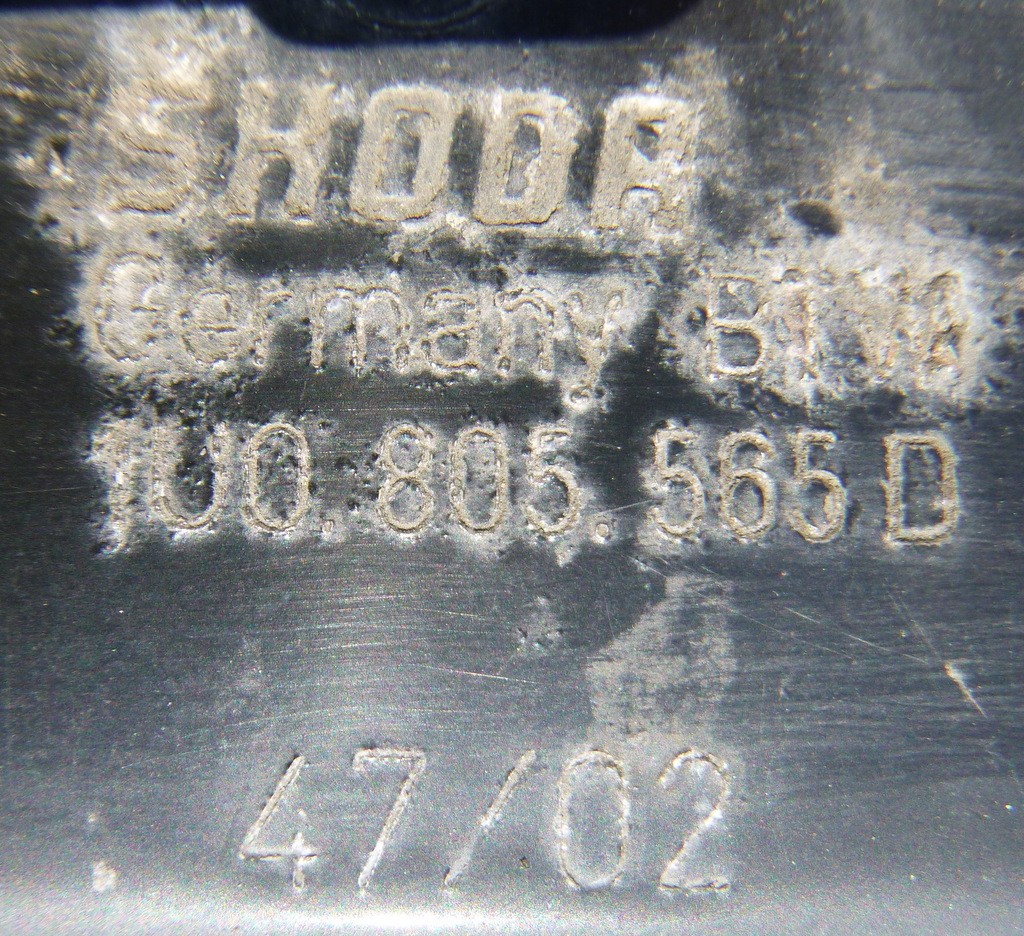 SKODA
Germany
1U0.805.565 D
47/02